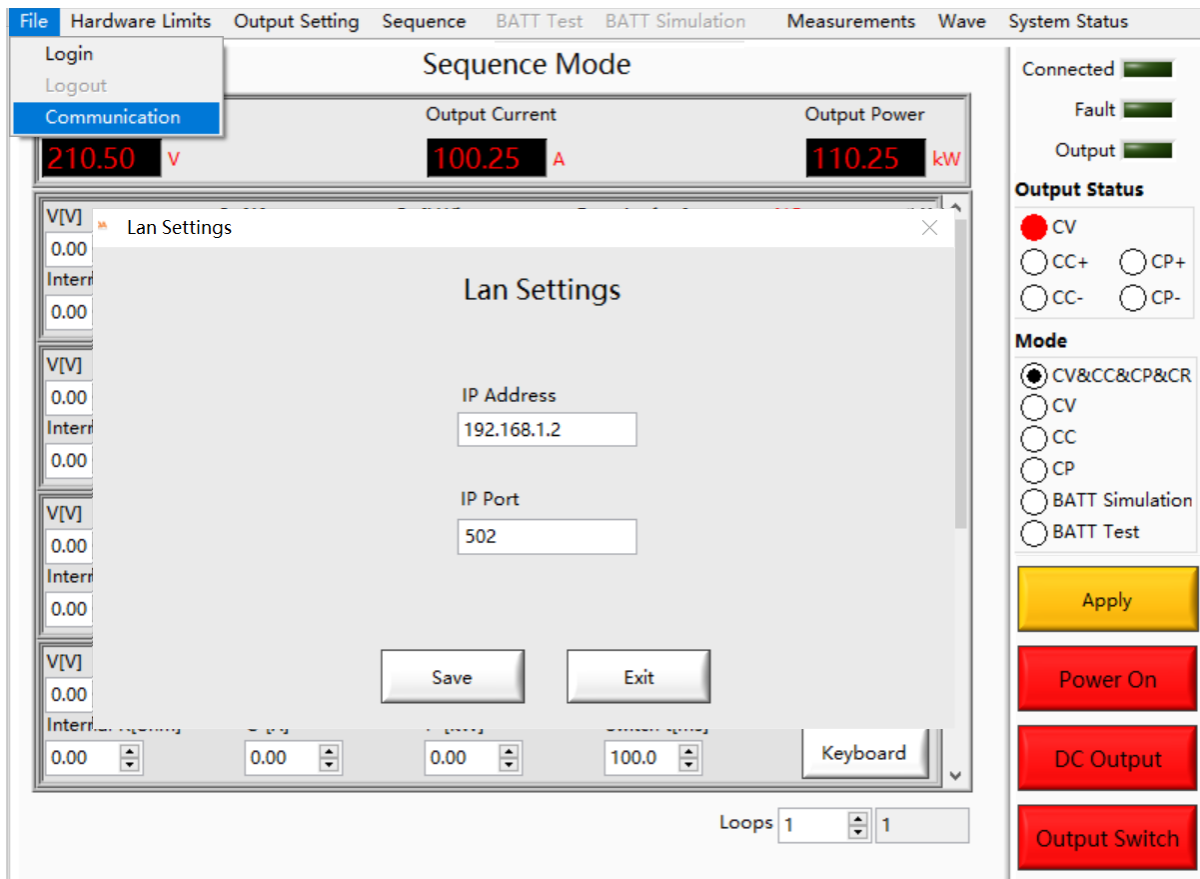 File Hardware Limits Output Setting Sequence BATT Test BATT Simulation Measurements Wave System Status
Login
Logout
Communication
Sequence Mode
Output Current
Output Power
210.50 V
100.25 A
110.25 kW
V[V]
0.00
0.00
V[V]
0.00
0.00
V[V]
0.00
0.00
V[V]
0.00
0.00 0.00 0.00 100.0 Keyboard
Lan Settings
Lan Settings
IP Address
192.168.1.2
IP Port
502
Save Exit
Loops 1 1
Connected
Fault
Output
Output Status
CV
CC+ CP+
CC- CP-
Mode
CV&CC&CP&CR
CV
CC
CP
BATT Simulation
BATT Test
Apply
Power On
DC Output
Output Switch